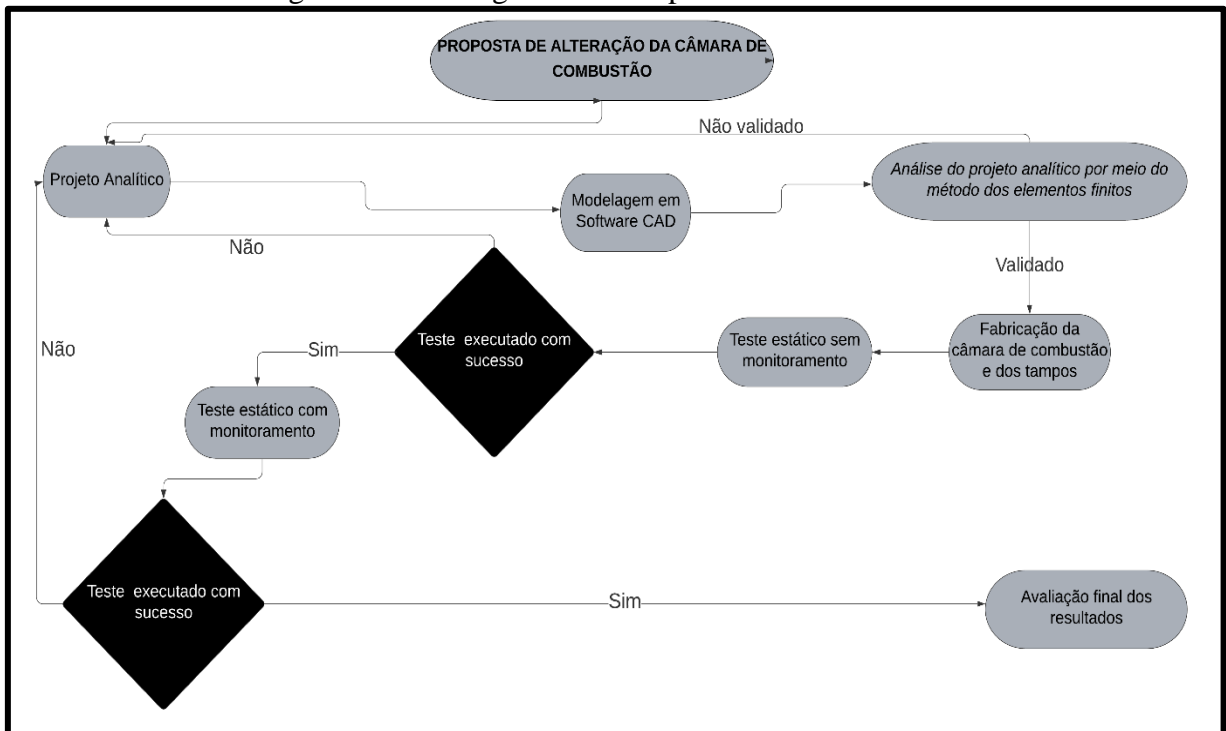 PROPOSTA DE ALTERAÇÃO DA CÂMARA DE
COMBUSTÃO
Não validado
Projeto Analítico
Modelagem em
Software CAD
Análise do projeto analítico por meio do
método dos elementos finitos
Não
Validado
Fabricação da
câmara de combustão
e dos tampos
Teste estático sem
monitoramento
Teste executado com
sucesso
Sim
Não
Teste estático com
monitoramento
Teste executado com
sucesso
Sim
Avaliação final dos
resultados